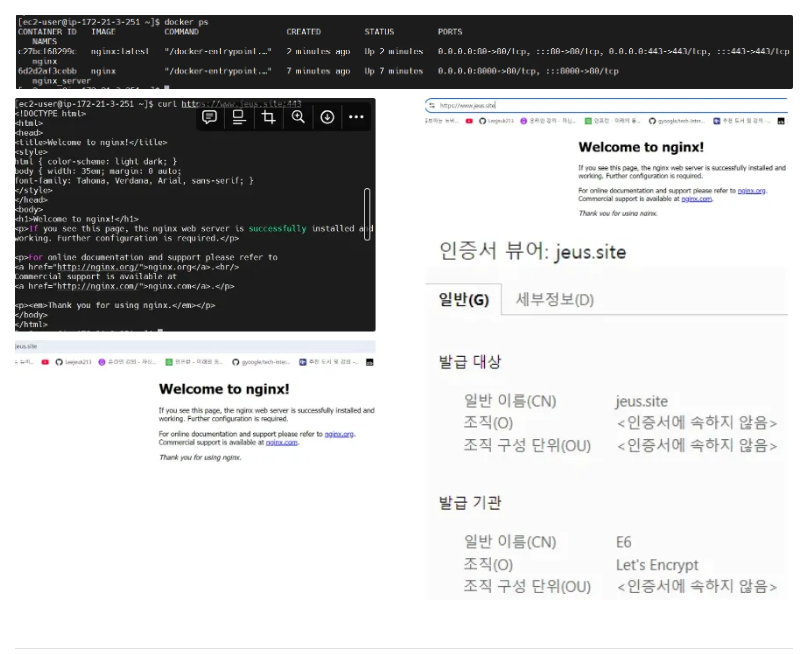 [ec2-user@ip-172-21-3-251 ~]$ docker ps
CONTAINER ID IMAGE COMMAND CREATED STATUS PORTS
NAMES
c27bc168299c nginx:latest "/docker-entrypoint.…" 2 minutes ago Up 2 minutes 0.0.0.0:80->80/tcp, :::80->80/tcp, 0.0.0.0:443->443/tcp, :::443->443/tcp
nginx
6d2d2af3cebb nginx "/docker-entrypoint.…" 7 minutes ago Up 7 minutes 0.0.0.0:8000->80/tcp, :::8000->80/tcp
nginx_server
[ec2-user@ip-172-21-3-251 ~]$ curl https://www.jeus.site:443
<!DOCTYPE html>
<html>
<head>
<title>Welcome to nginx!</title>
<style>
html { color-scheme: light dark; }
body { width: 35em; margin: 0 auto;
font-family: Tahoma, Verdana, Arial, sans-serif; }
</style>
</head>
<body>
<h1>Welcome to nginx!</h1>
<p>If you see this page, the nginx web server is successfully installed and
working. Further configuration is required.</p>
<p>For online documentation and support please refer to
<a href="http://nginx.org/">nginx.org</a>.<br/>
Commercial support is available at
<a href="http://nginx.com/">nginx.com</a>.</p>
<p><em>Thank you for using nginx.</em></p>
</body>
</html>
jeus.site
Welcome to nginx!
If you see this page, the nginx web server is successfully installed and
working. Further configuration is required.
For online documentation and support please refer to nginx.org.
Commercial support is available at nginx.com.
Thank you for using nginx.
https://www.jeus.site
Welcome to nginx!
If you see this page, the nginx web server is successfully installed and
working. Further configuration is required.
For online documentation and support please refer to nginx.org.
Commercial support is available at nginx.com.
Thank you for using nginx.
인증서 뷰어: jeus.site
일반(G) 세부정보(D)
발급 대상
일반 이름(CN) jeus.site
조직(O) <인증서에 속하지 않음>
조직 구성 단위(OU) <인증서에 속하지 않음>
발급 기관
일반 이름(CN) E6
조직(O) Let's Encrypt
조직 구성 단위(OU) <인증서에 속하지 않음>